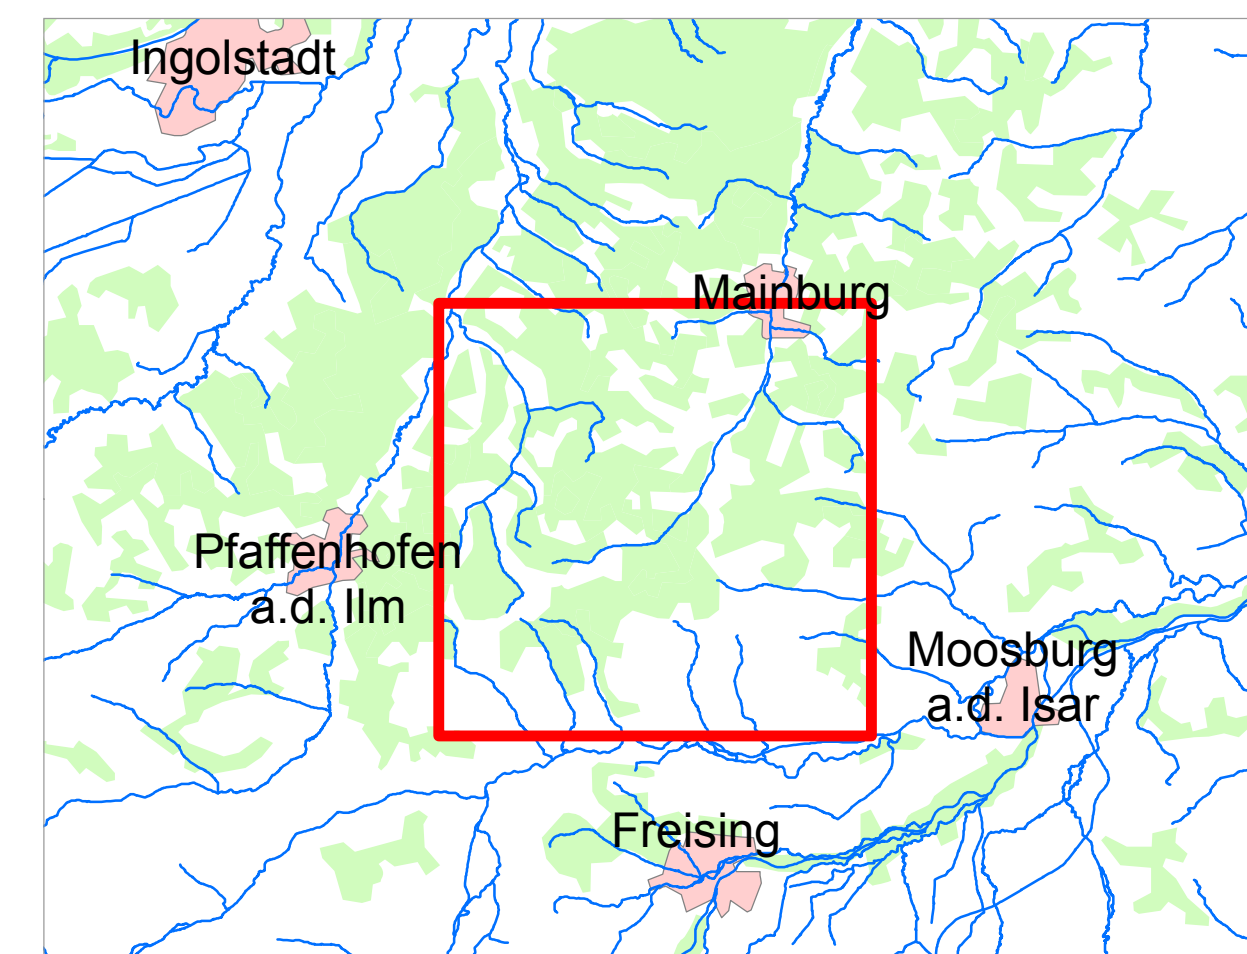 Ingolstadt
Mainburg
Pfaffenhofen
a.d. Ilm
Moosburg
a.d. Isar
Freising